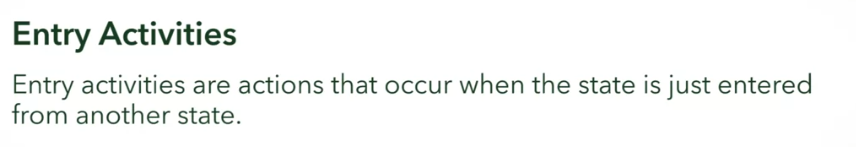 Entry Activities
Entry activities are actions that occur when the state is just entered
from another state.